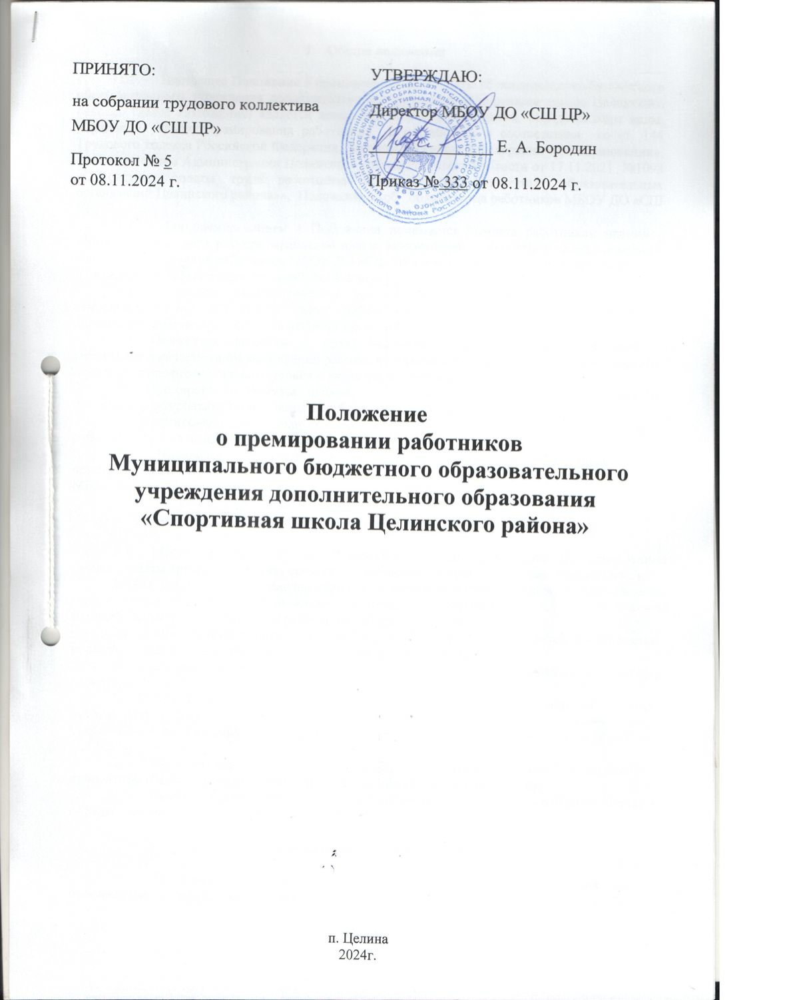 ПРИНЯТО:
на собрании трудового коллектива
МБОУ ДО «СШ ЦР»
Протокол № 5
от 08.11.2024 г.
УТВЕРЖДАЮ:
Директор МБОУ ДО «СШ ЦР»
Е. А. Бородин
Приказ № 333 от 08.11.2024 г.
Положение
о премировании работников
Муниципального бюджетного образовательного
учреждения дополнительного образования
«Спортивная школа Целинского района»
п. Целина
2024г.